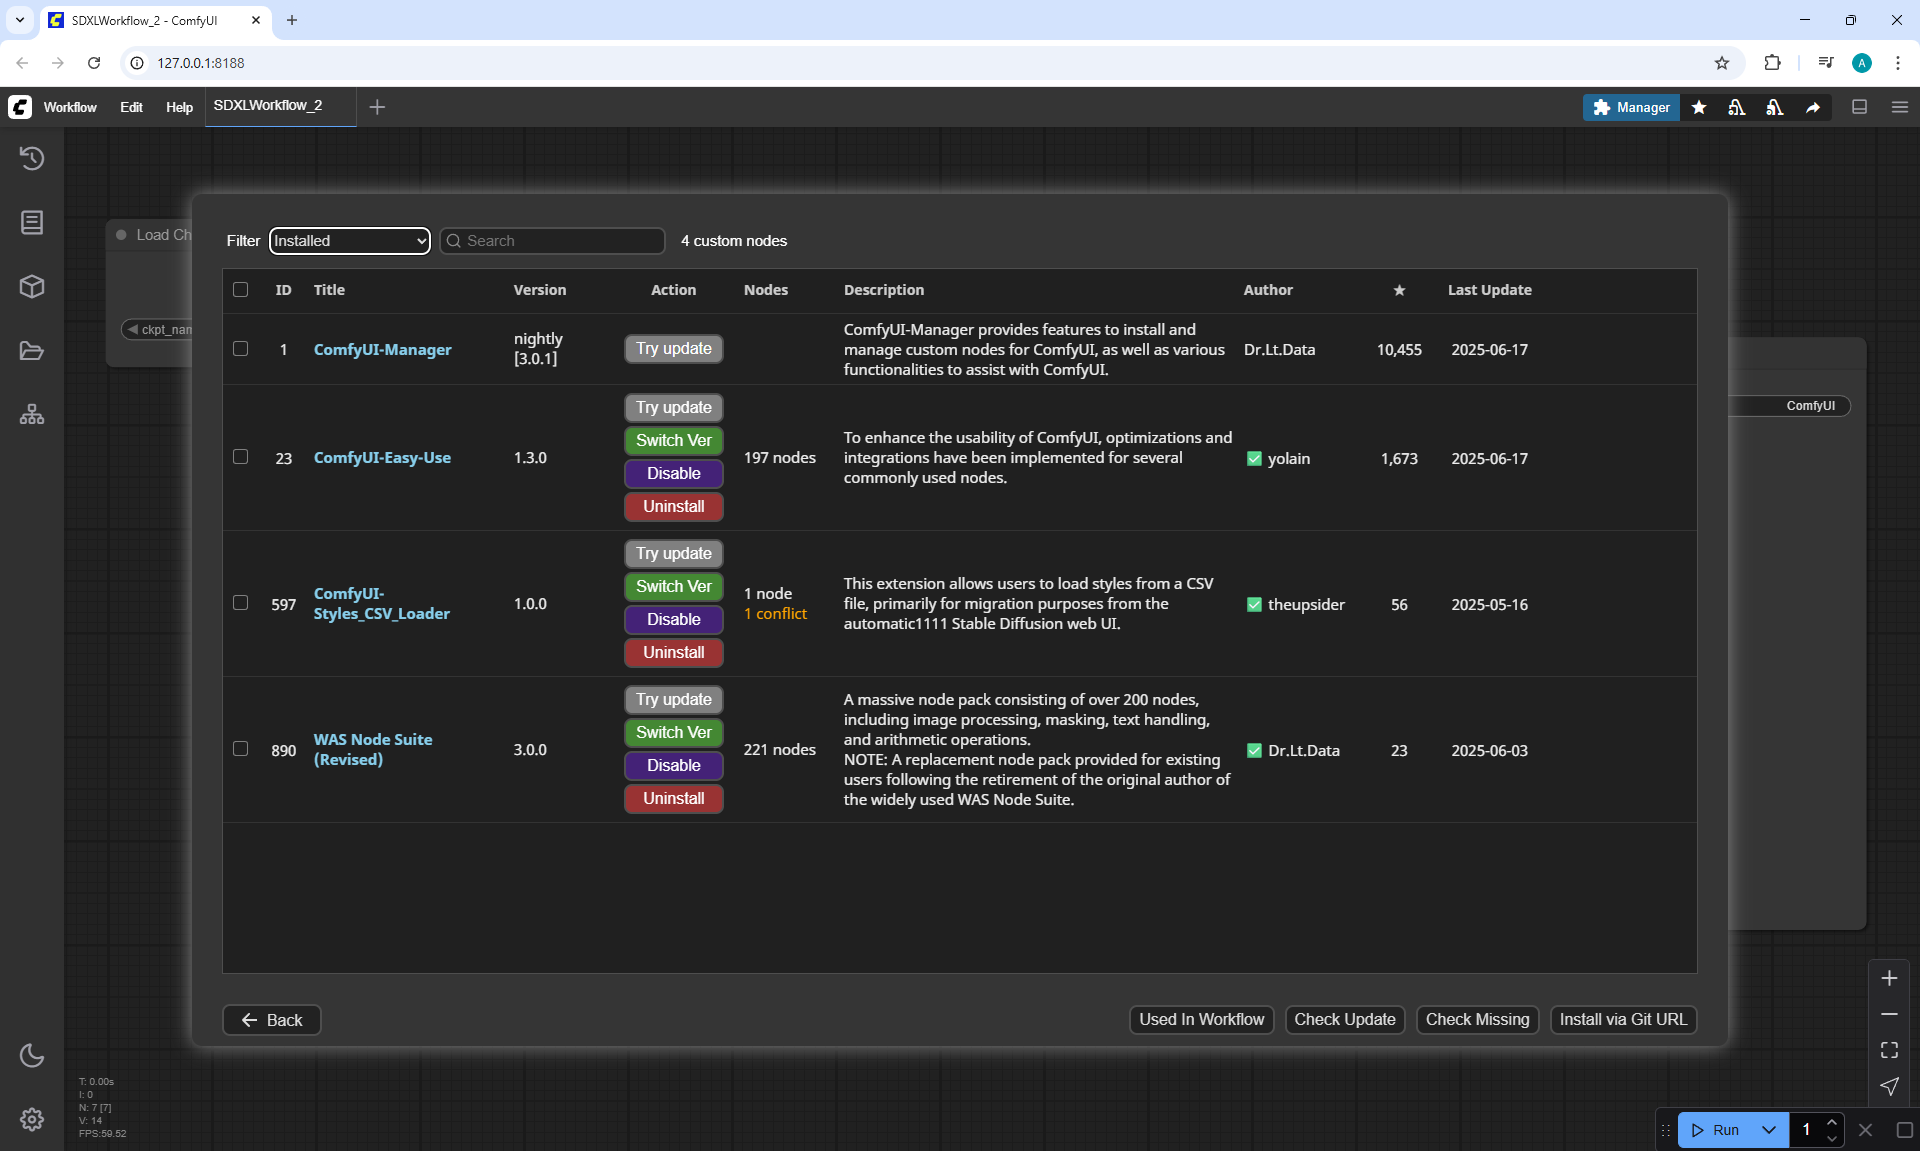 SDXLWorkflow_2 - ComfyUI
127.0.0.1:8188
Workflow
Edit
Help
SDXLWorkflow_2
Manager
Load Ch
ckpt_nam
ComfyUI
Filter
Installed
Search
4 custom nodes
ID
Title
Version
Action
Nodes
Description
Author
★
Last Update
1
ComfyUI-Manager
nightly
[3.0.1]
Try update
ComfyUI-Manager provides features to install and
manage custom nodes for ComfyUI, as well as various
functionalities to assist with ComfyUI.
Dr.Lt.Data
10,455
2025-06-17
23
ComfyUI-Easy-Use
1.3.0
Try update
Switch Ver
Disable
Uninstall
197 nodes
To enhance the usability of ComfyUI, optimizations and
integrations have been implemented for several
commonly used nodes.
✅ yolain
1,673
2025-06-17
597
ComfyUI-
Styles_CSV_Loader
1.0.0
Try update
Switch Ver
Disable
Uninstall
1 node
1 conflict
This extension allows users to load styles from a CSV
file, primarily for migration purposes from the
automatic1111 Stable Diffusion web UI.
✅ theupsider
56
2025-05-16
890
WAS Node Suite
(Revised)
3.0.0
Try update
Switch Ver
Disable
Uninstall
221 nodes
A massive node pack consisting of over 200 nodes,
including image processing, masking, text handling,
and arithmetic operations.
NOTE: A replacement node pack provided for existing
users following the retirement of the original author of
the widely used WAS Node Suite.
✅ Dr.Lt.Data
23
2025-06-03
Back
Used In Workflow
Check Update
Check Missing
Install via Git URL
T: 0.00s
I: 0
N: 7 [7]
V: 14
FPS:59.52
Run
1
A